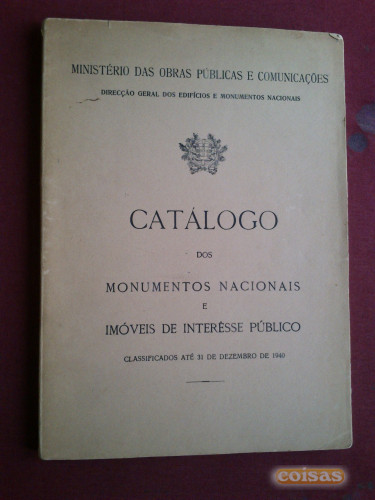 MINISTÉRIO DAS OBRAS PÚBLICAS E COMUNICAÇÕES
DIRECÇÃO GERAL DOS EDIFÍCIOS E MONUMENTOS NACIONAIS
CATÁLOGO
DOS
MONUMENTOS NACIONAIS
E
IMÓVEIS DE INTERÊSSE PÚBLICO
CLASSIFICADOS ATÉ 31 DE DEZEMBRO DE 1940
coisas